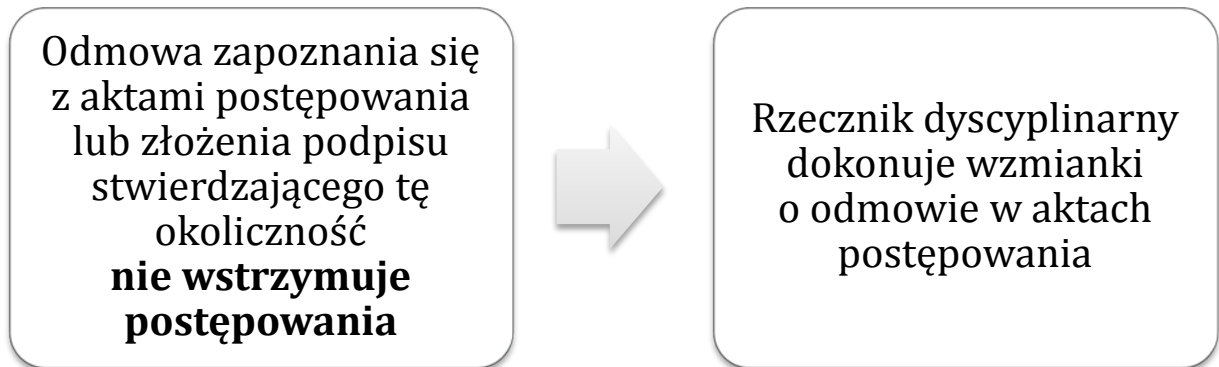 Odmowa zapoznania się
z aktami postępowania
lub złożenia podpisu
stwierdzającego tę
okoliczność
nie wstrzymuje
postępowania
Rzecznik dyscyplinarny
dokonuje wzmianki
o odmowie w aktach
postępowania